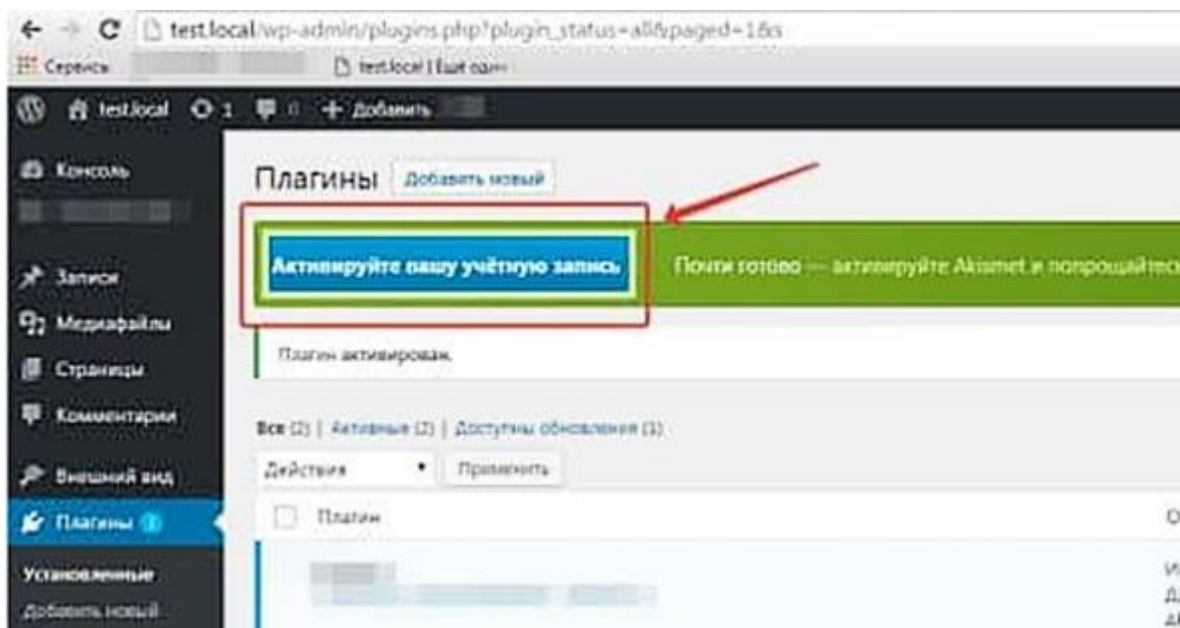 test.local/wp-admin/plugins.php?plugin_status=all&paged=1&s
Сервисы
test.local | Ещё один
test.local 1 0 + Добавить
Консоль
Плагины Добавить новый
Активируйте вашу учётную запись
Почти готово — активируйте Akismet и попрощайтесь
Записи
Медиафайлы
Плагин активирован.
Страницы
Комментарии
Все (2) | Активные (2) | Доступны обновления (1)
Действия Применить
Внешний вид
Плагины 1
Плагин
Установленные
Добавить новый